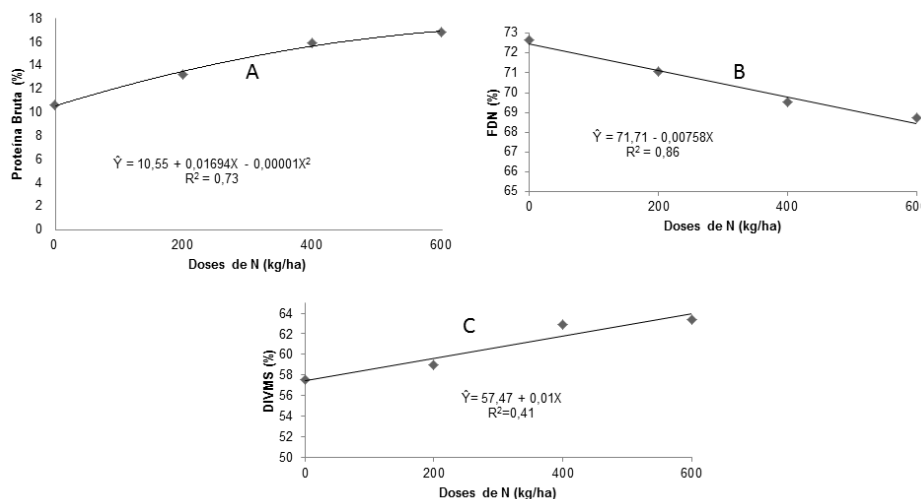 Proteína Bruta (%)
18
16
14
12
10
8
6
4
2
0
A
Ŷ = 10,55 + 0,01694X - 0,00001X²
R² = 0,73
0 200 400 600
Doses de N (kg/ha)
FDN (%)
73
72
71
70
69
68
67
66
65
B
Ŷ = 71,71 - 0,00758X
R² = 0,86
0 200 400 600
Doses de N (kg/ha)
DIVMS (%)
64
62
60
58
56
54
52
50
C
Ŷ= 57,47 + 0,01X
R²=0,41
0 200 400 600
Doses de N (kg/ha)